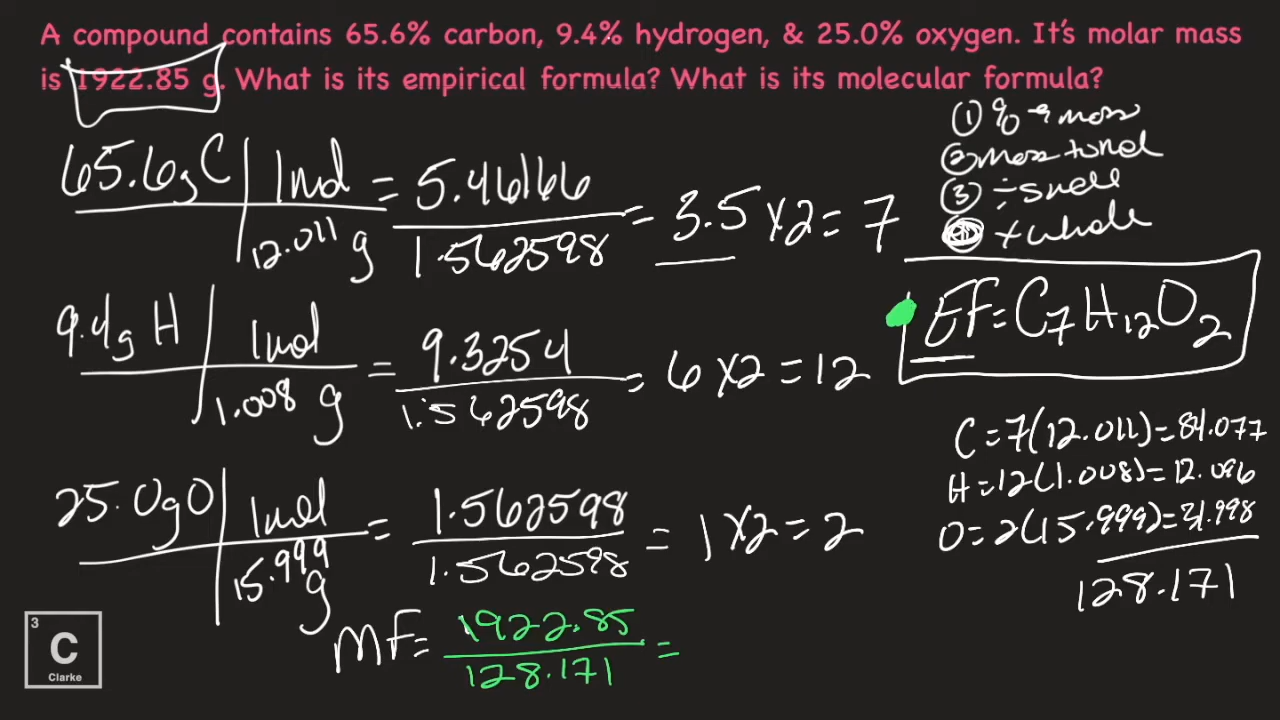 A compound contains 65.6% carbon, 9.4% hydrogen, & 25.0% oxygen. It's molar mass
is 1922.85 g. What is its empirical formula? What is its molecular formula?
① % → mass
② mass to mol
③ ÷ small
④ × whole
65.6g C | 1mol = 5.46166 = 3.5 x2 = 7
12.011 g 1.562598
EF = C7H12O2
9.4g H | 1mol = 9.3254 = 6 x2 = 12
1.008 g 1.562598
C = 7(12.011) = 84.077
H = 12(1.008) = 12.096
O = 2(15.999) = 31.998
128.171
25.0g O | 1mol = 1.562598 = 1 x2 = 2
15.999 g 1.562598
MF = 1922.85 =
128.171
3
C
Clarke